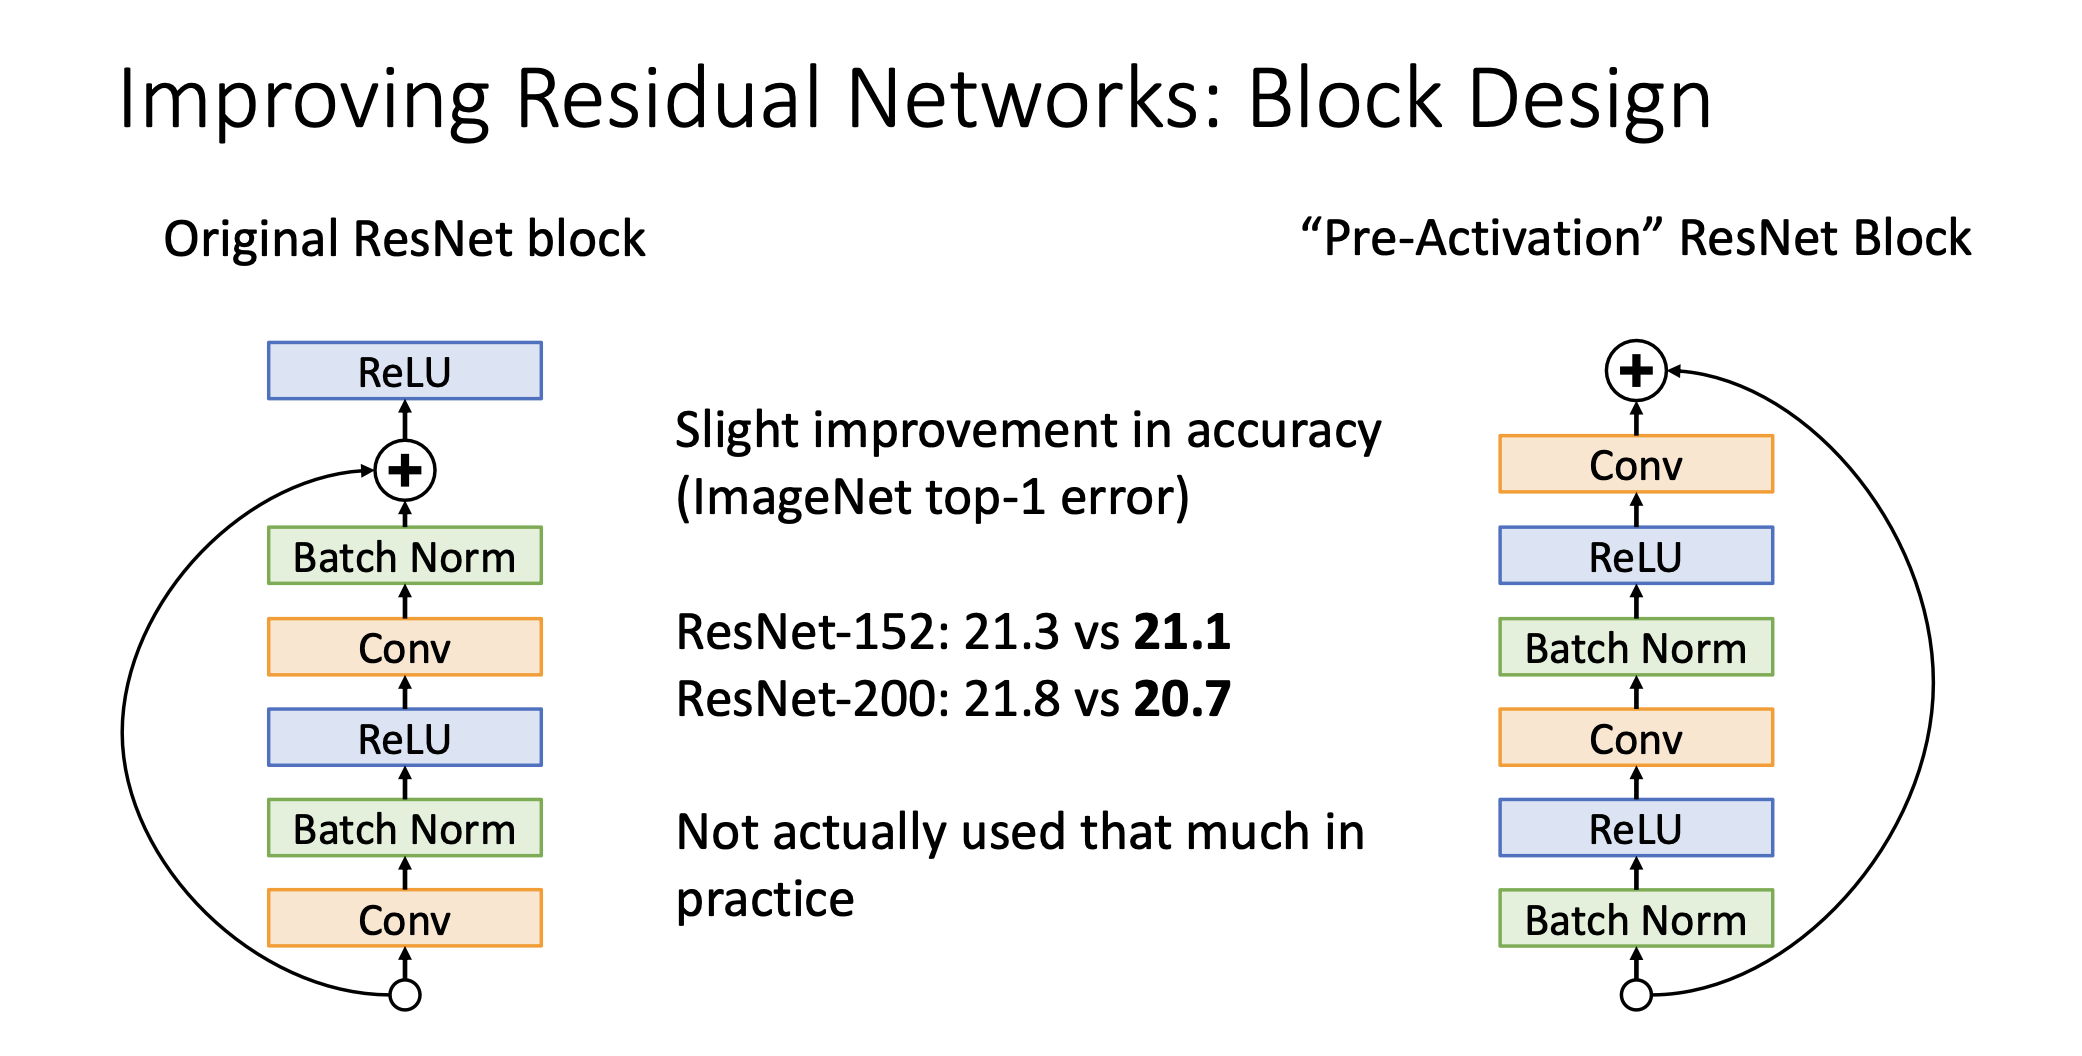 Improving Residual Networks: Block Design
Original ResNet block
ReLU
+
Batch Norm
Conv
ReLU
Batch Norm
Conv
Slight improvement in accuracy
(ImageNet top-1 error)
ResNet-152: 21.3 vs 21.1
ResNet-200: 21.8 vs 20.7
Not actually used that much in
practice
“Pre-Activation” ResNet Block
+
Conv
ReLU
Batch Norm
Conv
ReLU
Batch Norm